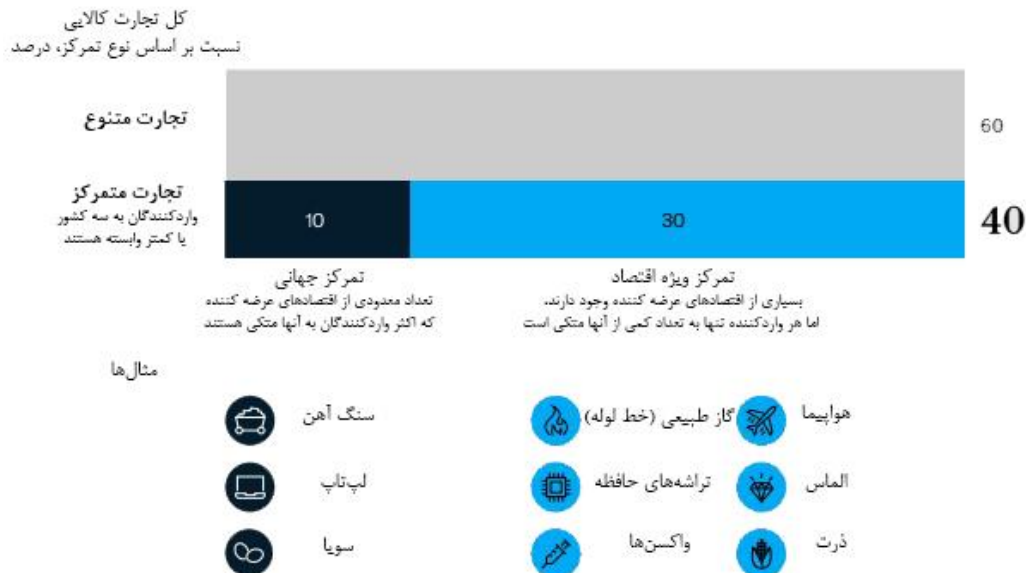 کل تجارت کالایی
نسبت بر اساس نوع تمرکز، درصد
تجارت متنوع
60
تجارت متمرکز
واردکنندگان به سه کشور
یا کمتر وابسته هستند
10
30
40
تمرکز جهانی
تعداد معدودی از اقتصادهای عرضه کننده
که اکثر واردکنندگان به آنها متکی هستند
تمرکز ویژه اقتصاد
بسیاری از اقتصادهای عرضه کننده وجود دارند،
اما هر واردکننده تنها به تعداد کمی از آنها متکی است
مثال‌ها
سنگ آهن
لپ‌تاپ
سویا
گاز طبیعی (خط لوله)
تراشه‌های حافظه
واکسن‌ها
هواپیما
الماس
ذرت